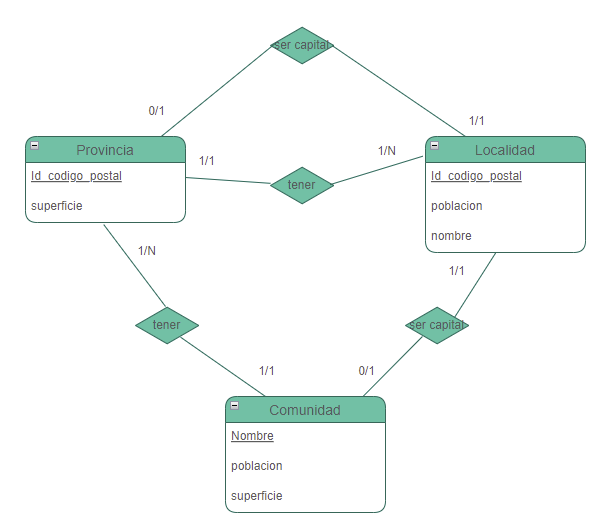 ser capital
0/1
1/1
Provincia
Id_codigo_postal
superficie
1/1
tener
1/N
Localidad
Id_codigo_postal
poblacion
nombre
1/N
tener
1/1
1/1
ser capital
0/1
Comunidad
Nombre
poblacion
superficie